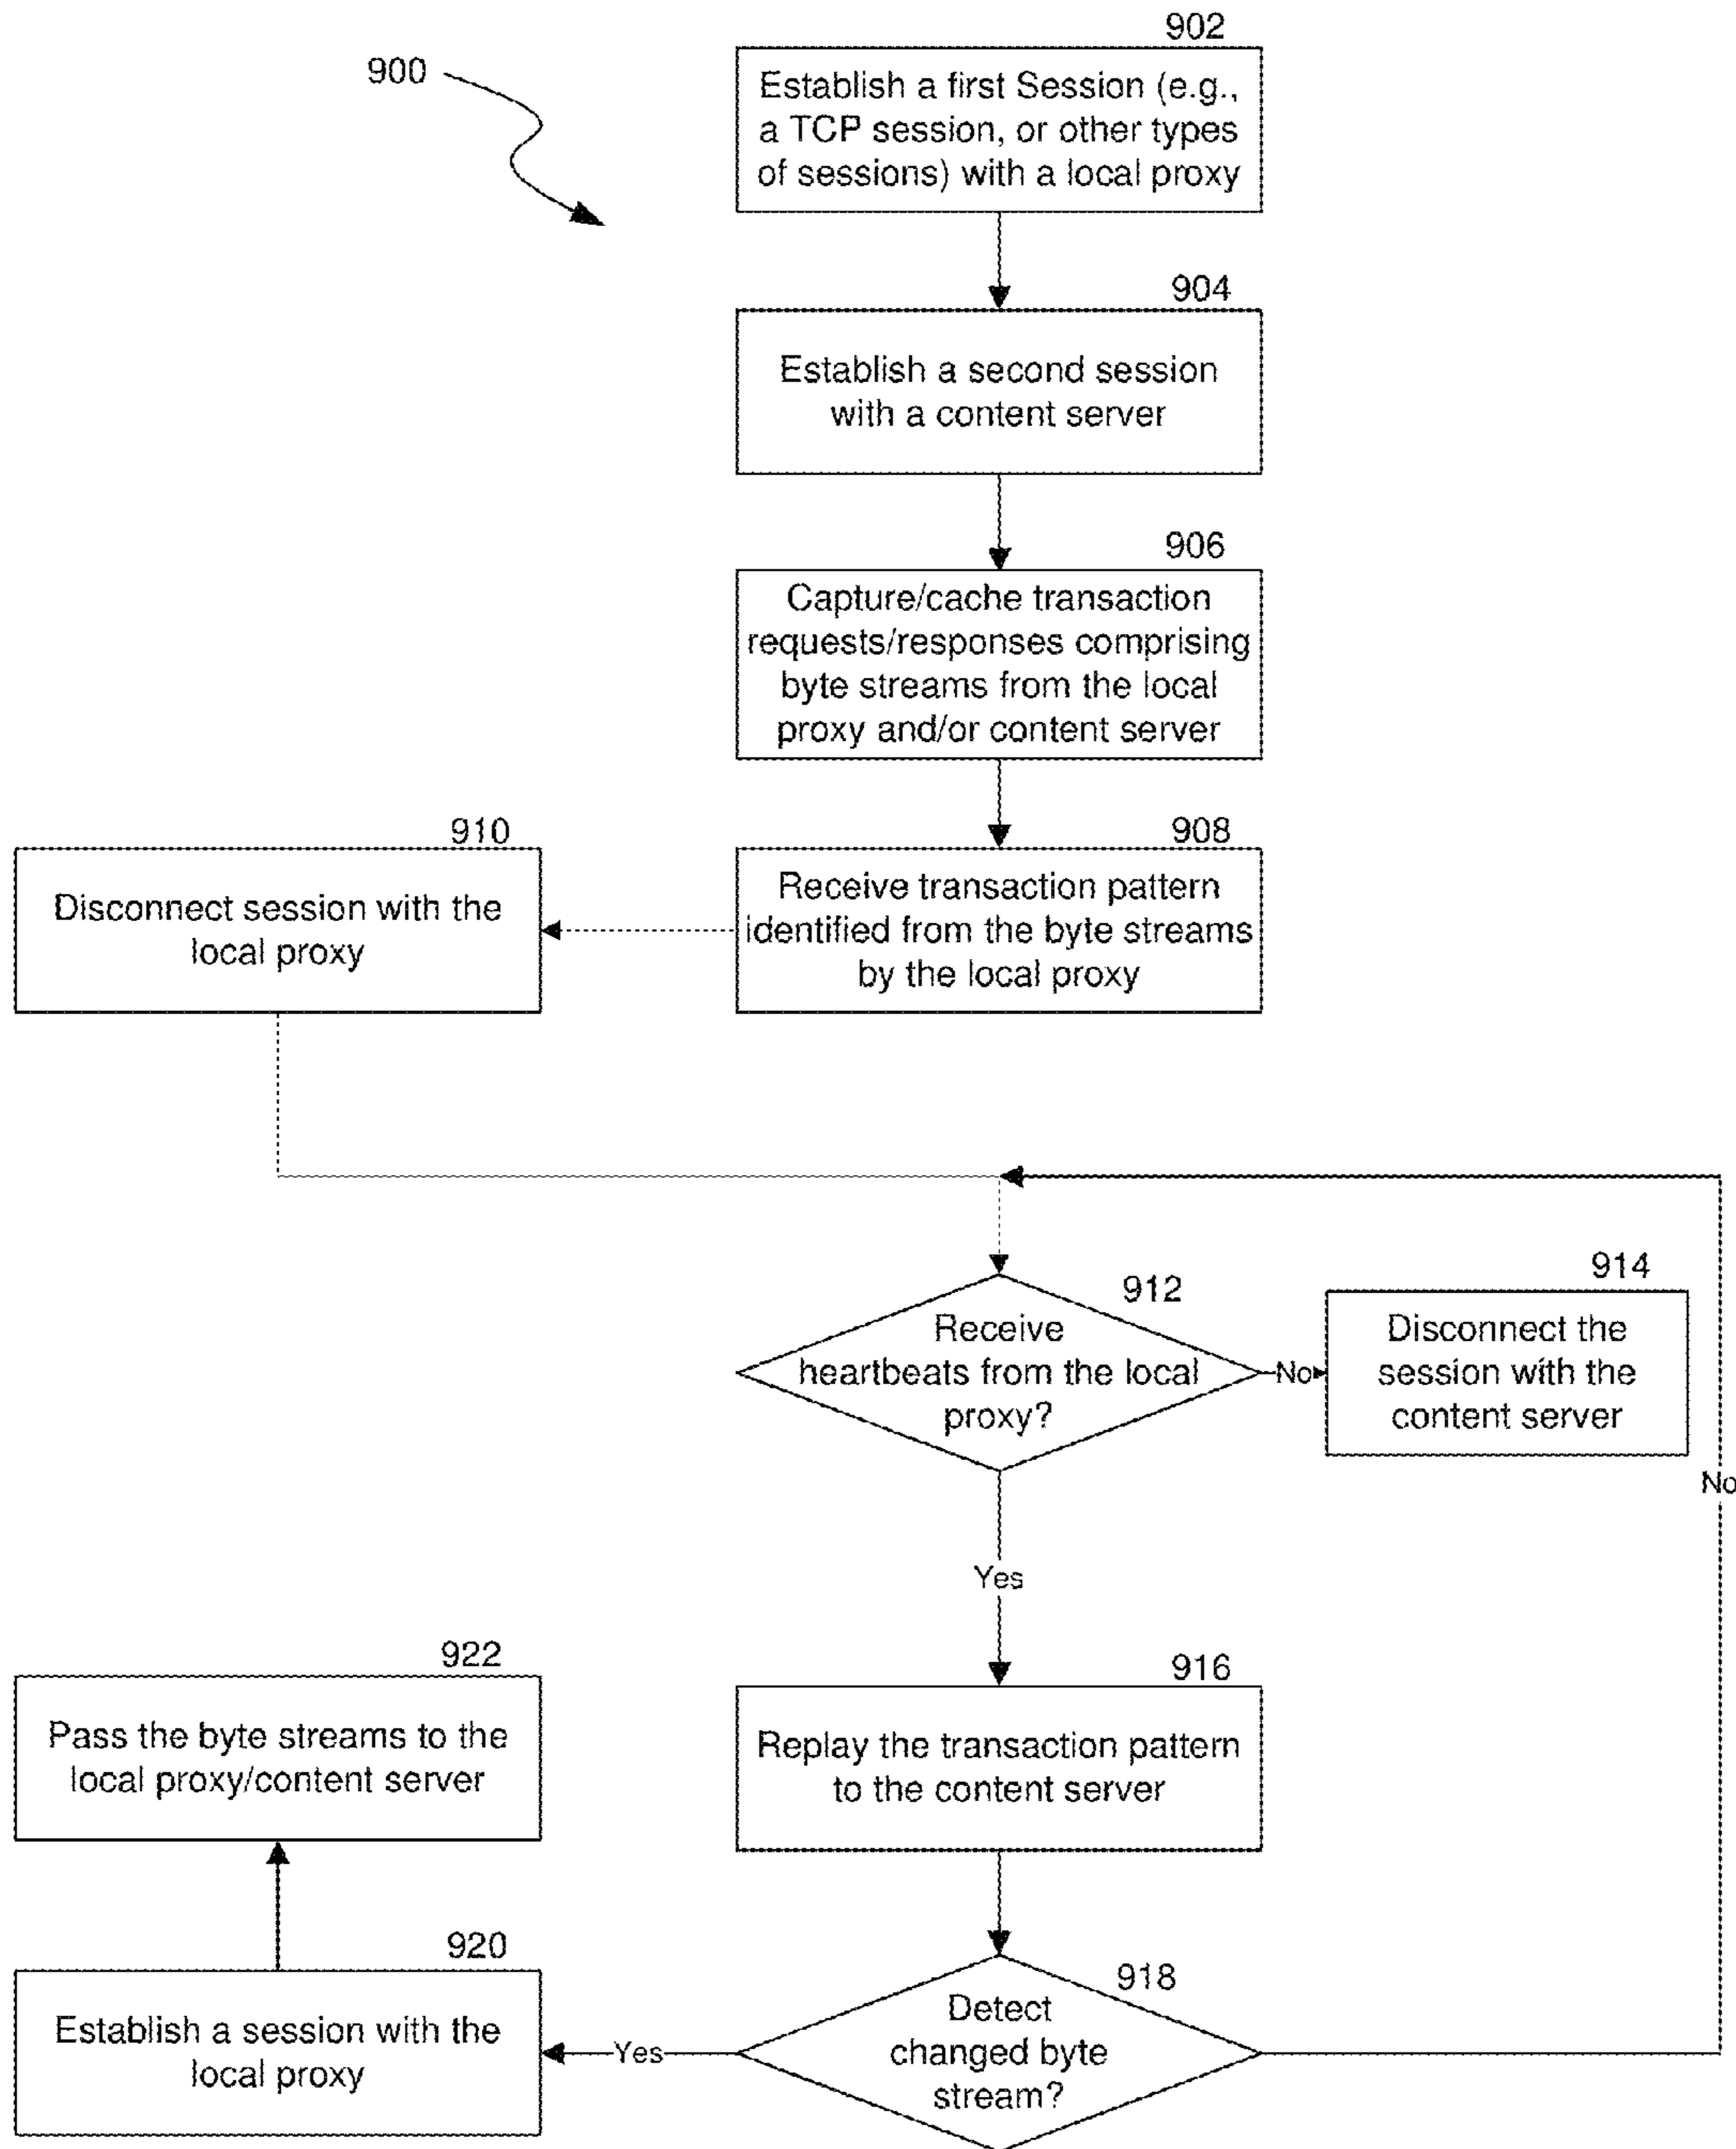 902
900
Establish a first Session (e.g.,
a TCP session, or other types
of sessions) with a local proxy
904
Establish a second session
with a content server
906
Capture/cache transaction
requests/responses comprising
byte streams from the local
proxy and/or content server
910
908
Disconnect session with the
local proxy
Receive transaction pattern
identified from the byte streams
by the local proxy
912
914
Receive
heartbeats from the local
proxy?
No
Disconnect the
session with the
content server
No
Yes
922
916
Pass the byte streams to the
local proxy/content server
Replay the transaction pattern
to the content server
920
918
Establish a session with the
local proxy
Yes
Detect
changed byte
stream?